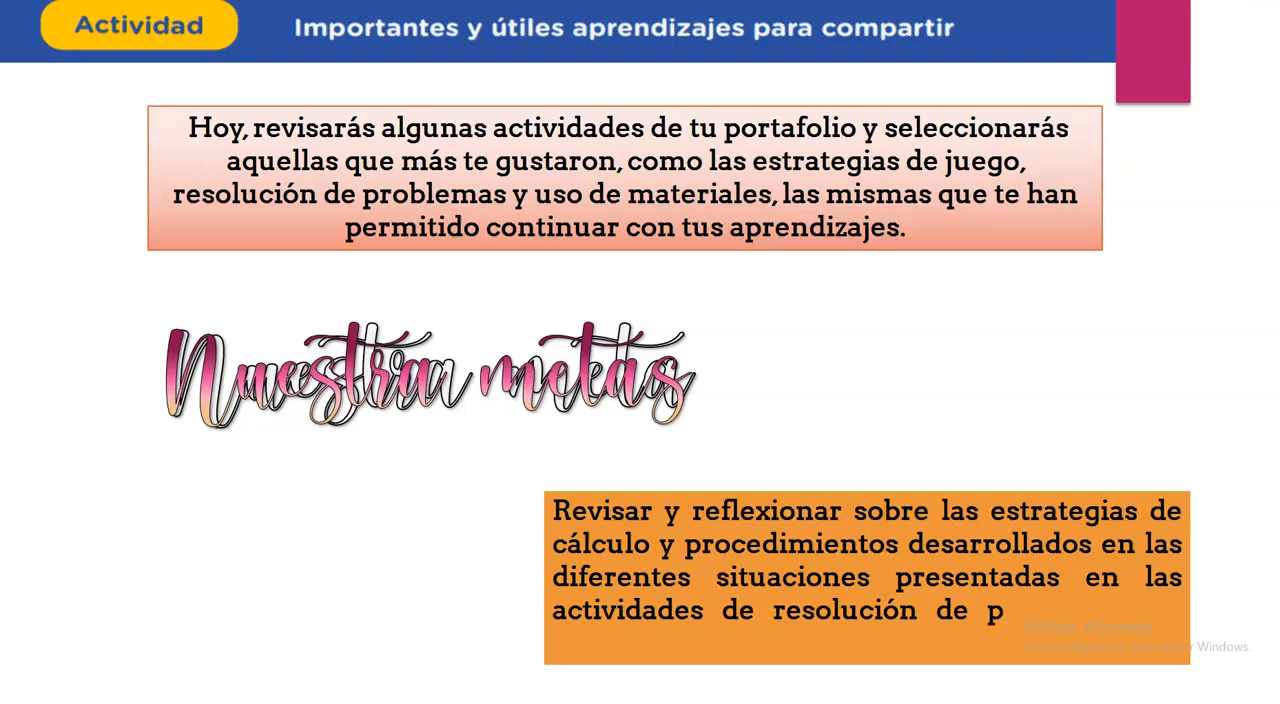 Actividad
Importantes y útiles aprendizajes para compartir
Hoy, revisarás algunas actividades de tu portafolio y seleccionarás
aquellas que más te gustaron, como las estrategias de juego,
resolución de problemas y uso de materiales, las mismas que te han
permitido continuar con tus aprendizajes.
Nuestra metas
Revisar y reflexionar sobre las estrategias de
cálculo y procedimientos desarrollados en las
diferentes situaciones presentadas en las
actividades de resolución de p
Windows.